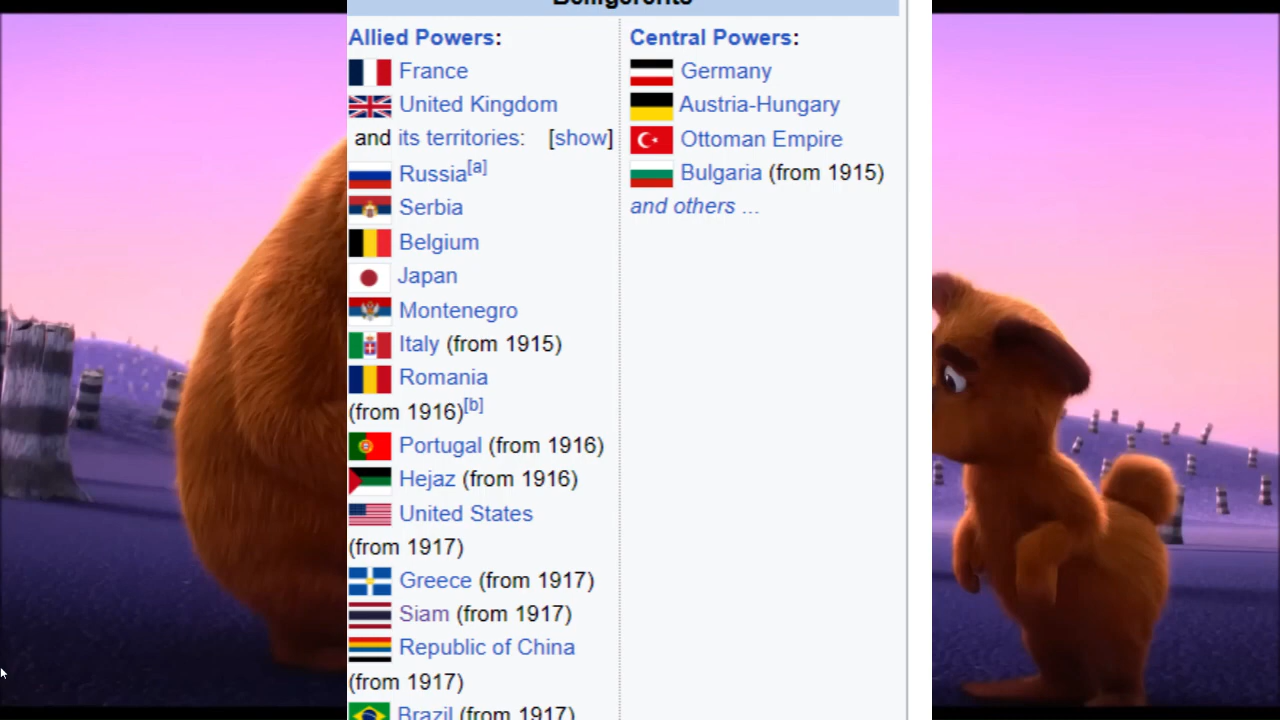 Belligerents
Allied Powers:
France
United Kingdom
and its territories: [show]
Russia[a]
Serbia
Belgium
Japan
Montenegro
Italy (from 1915)
Romania
(from 1916)[b]
Portugal (from 1916)
Hejaz (from 1916)
United States
(from 1917)
Greece (from 1917)
Siam (from 1917)
Republic of China
(from 1917)
Brazil (from 1917)
Central Powers:
Germany
Austria-Hungary
Ottoman Empire
Bulgaria (from 1915)
and others ...